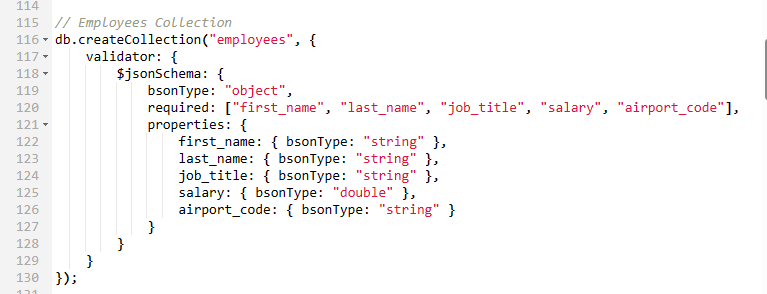 114
115 // Employees Collection
116 db.createCollection("employees", {
117     validator: {
118         $jsonSchema: {
119             bsonType: "object",
120             required: ["first_name", "last_name", "job_title", "salary", "airport_code"],
121             properties: {
122                 first_name: { bsonType: "string" },
123                 last_name: { bsonType: "string" },
124                 job_title: { bsonType: "string" },
125                 salary: { bsonType: "double" },
126                 airport_code: { bsonType: "string" }
127             }
128         }
129     }
130 });